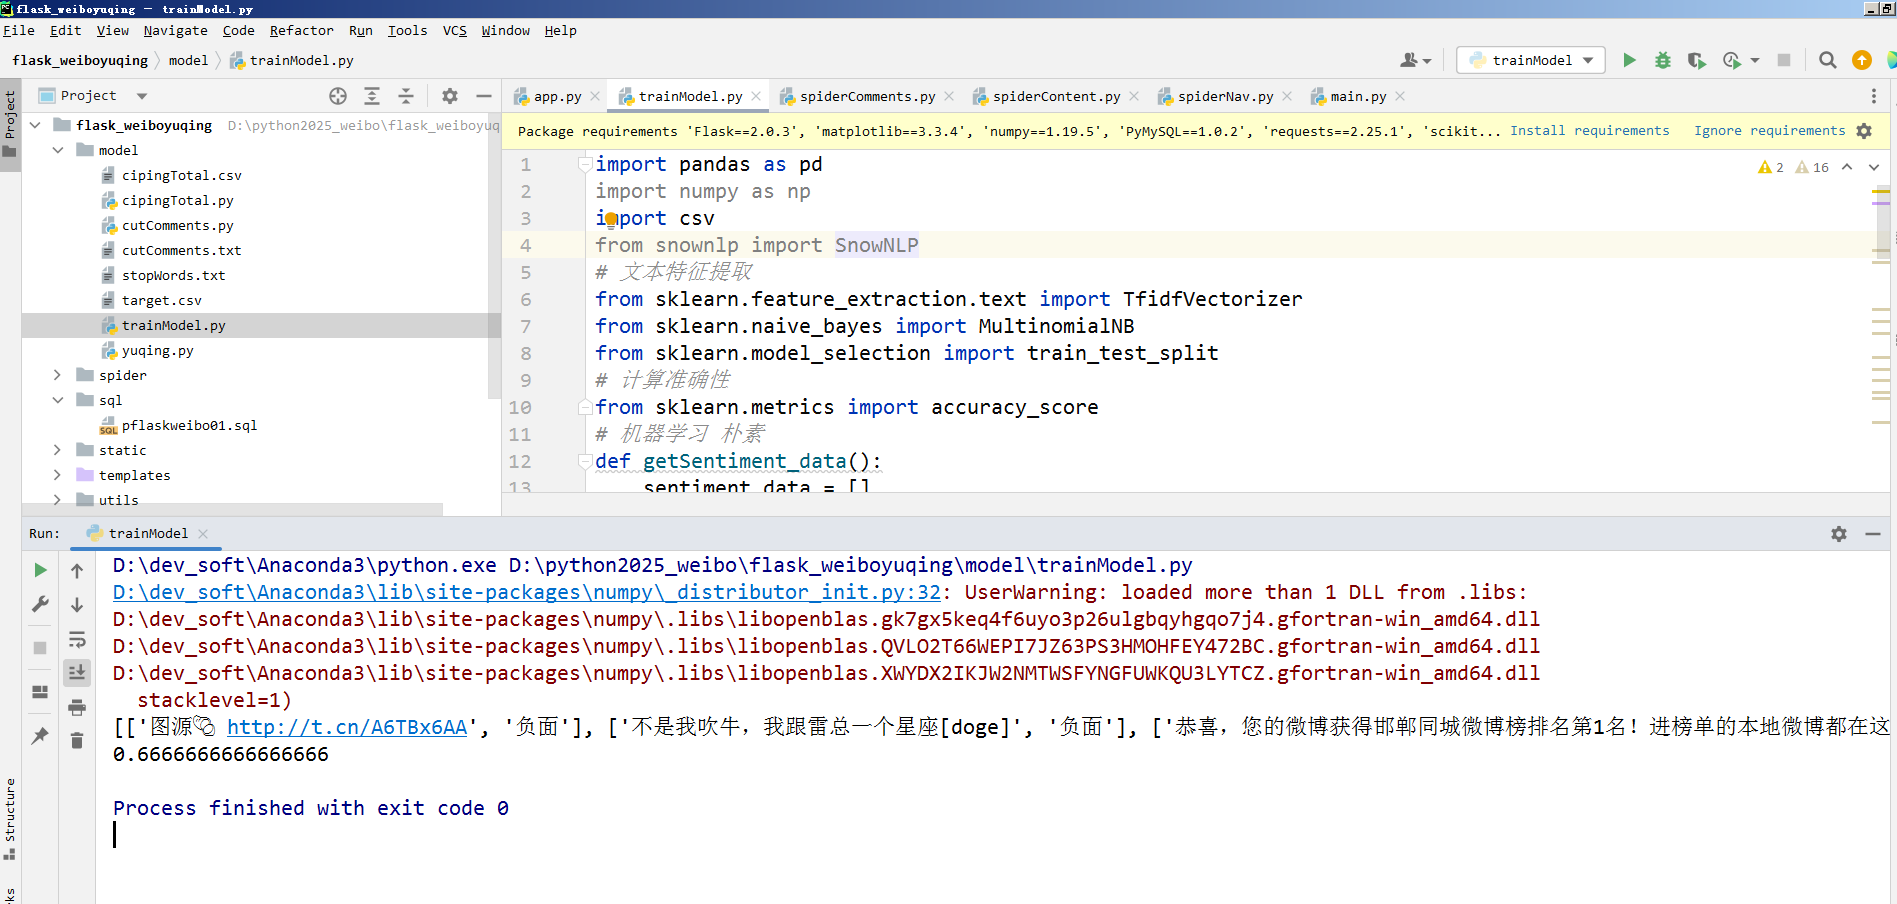 flask_weiboyuqing — trainModel.py
File Edit View Navigate Code Refactor Run Tools VCS Window Help
flask_weiboyuqing model trainModel.py
trainModel
Project
Project
app.py trainModel.py spiderComments.py spiderContent.py spiderNav.py main.py
flask_weiboyuqing D:\python2025_weibo\flask_weiboyuq
model
cipingTotal.csv
cipingTotal.py
cutComments.py
cutComments.txt
stopWords.txt
target.csv
trainModel.py
yuqing.py
spider
sql
pflaskweibo01.sql
static
templates
utils
Package requirements 'Flask==2.0.3', 'matplotlib==3.3.4', 'numpy==1.19.5', 'PyMySQL==1.0.2', 'requests==2.25.1', 'scikit... Install requirements Ignore requirements
2 16
1 import pandas as pd
2 import numpy as np
3 import csv
4 from snownlp import SnowNLP
5 # 文本特征提取
6 from sklearn.feature_extraction.text import TfidfVectorizer
7 from sklearn.naive_bayes import MultinomialNB
8 from sklearn.model_selection import train_test_split
9 # 计算准确性
10 from sklearn.metrics import accuracy_score
11 # 机器学习 朴素
12 def getSentiment_data():
13 sentiment_data = []
Run: trainModel
D:\dev_soft\Anaconda3\python.exe D:\python2025_weibo\flask_weiboyuqing\model\trainModel.py
D:\dev_soft\Anaconda3\lib\site-packages\numpy\_distributor_init.py:32: UserWarning: loaded more than 1 DLL from .libs:
D:\dev_soft\Anaconda3\lib\site-packages\numpy\.libs\libopenblas.gk7gx5keq4f6uyo3p26ulgbqyhgqo7j4.gfortran-win_amd64.dll
D:\dev_soft\Anaconda3\lib\site-packages\numpy\.libs\libopenblas.QVLO2T66WEPI7JZ63PS3HMOHFEY472BC.gfortran-win_amd64.dll
D:\dev_soft\Anaconda3\lib\site-packages\numpy\.libs\libopenblas.XWYDX2IKJW2NMTWSFYNGFUWKQU3LYTCZ.gfortran-win_amd64.dll
stacklevel=1)
[['图源 http://t.cn/A6TBx6AA', '负面'], ['不是我吹牛，我跟雷总一个星座[doge]', '负面'], ['恭喜，您的微博获得邯郸同城微博榜排名第1名！进榜单的本地微博都在这
0.6666666666666666
Process finished with exit code 0
Structure